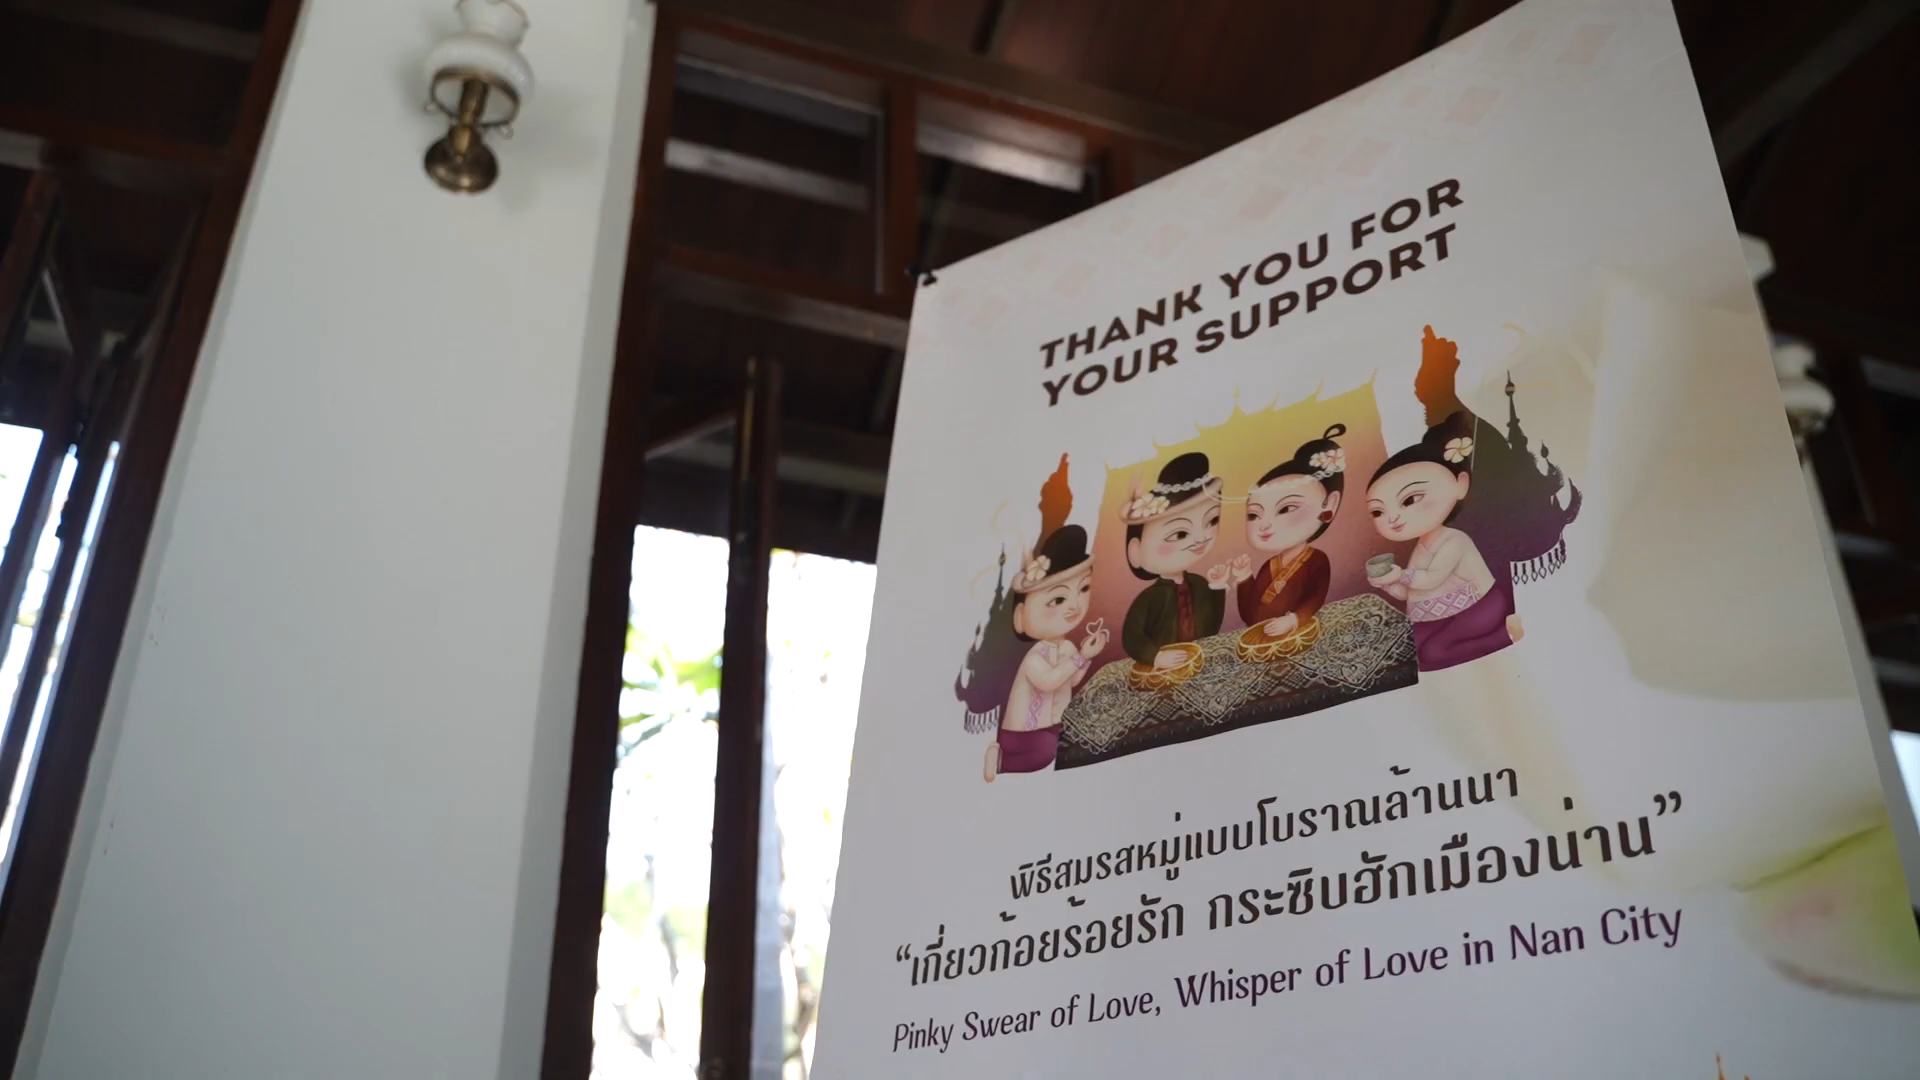 THANK YOU FOR
YOUR SUPPORT
พิธีสมรสหมู่แบบโบราณล้านนา
“เกี่ยวก้อยร้อยรัก กระซิบฮักเมืองน่าน”
Pinky Swear of Love, Whisper of Love in Nan City